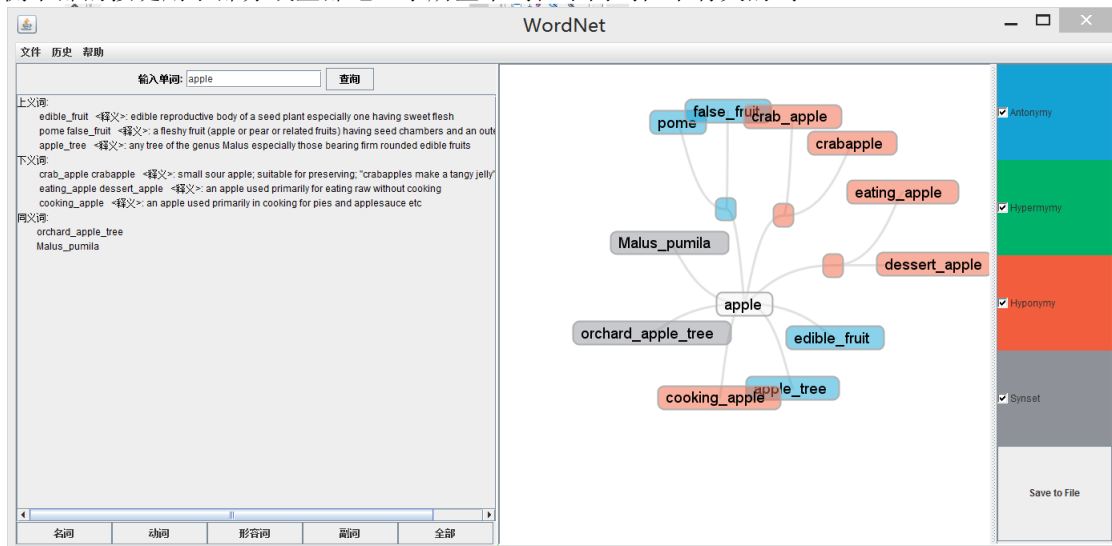 WordNet
文件 历史 帮助
输入单词: apple 查询
上义词:
edible_fruit <释义>: edible reproductive body of a seed plant especially one having sweet flesh
pome false_fruit <释义>: a fleshy fruit (apple or pear or related fruits) having seed chambers and an oute
apple_tree <释义>: any tree of the genus Malus especially those bearing firm rounded edible fruits
下义词:
crab_apple crabapple <释义>: small sour apple; suitable for preserving; "crabapples make a tangy jelly"
eating_apple dessert_apple <释义>: an apple used primarily for eating raw without cooking
cooking_apple <释义>: an apple used primarily in cooking for pies and applesauce etc
同义词:
orchard_apple_tree
Malus_pumila
名词 动词 形容词 副词 全部
pome
false_fruit
crab_apple
crabapple
eating_apple
Malus_pumila
dessert_apple
apple
orchard_apple_tree
edible_fruit
apple_tree
cooking_apple
Antonymy
Hypermymy
Hyponymy
Synset
Save to File